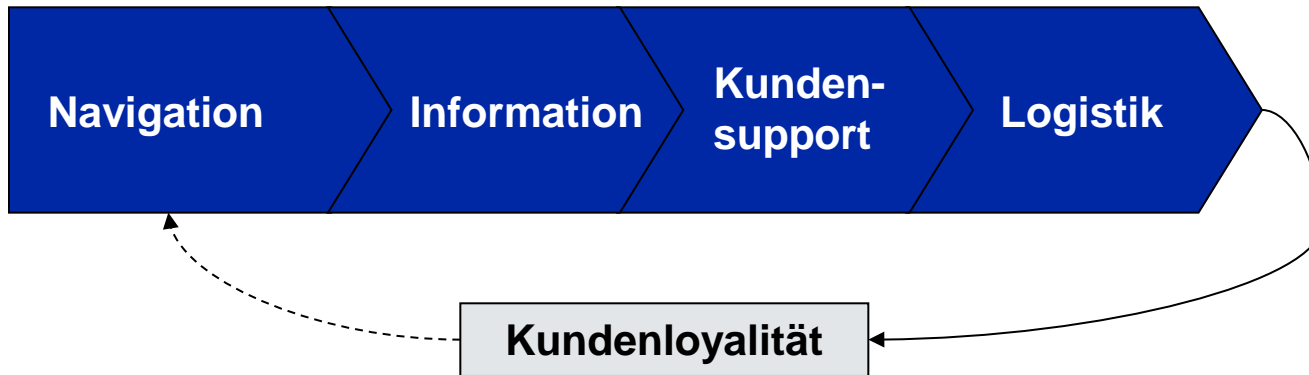 Navigation
Information
Kunden-
support
Logistik
Kundenloyalität